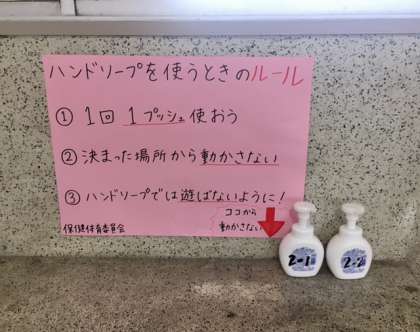 ハンドソープを使うときのルール
① 1回 1プッシュ使おう
② 決まった場所から動かさない
③ ハンドソープでは遊ばないように!
ココから
動かさない
保健体育委員会
2-1
2-2